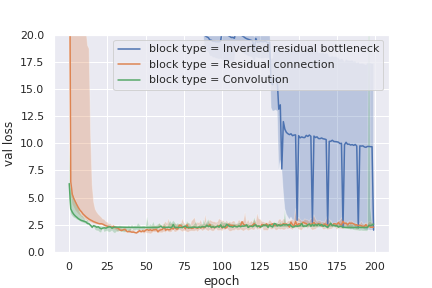 20.0
17.5
15.0
12.5
10.0
7.5
5.0
2.5
0.0
val loss
block type = Inverted residual bottleneck
block type = Residual connection
block type = Convolution
0 25 50 75 100 125 150 175 200
epoch